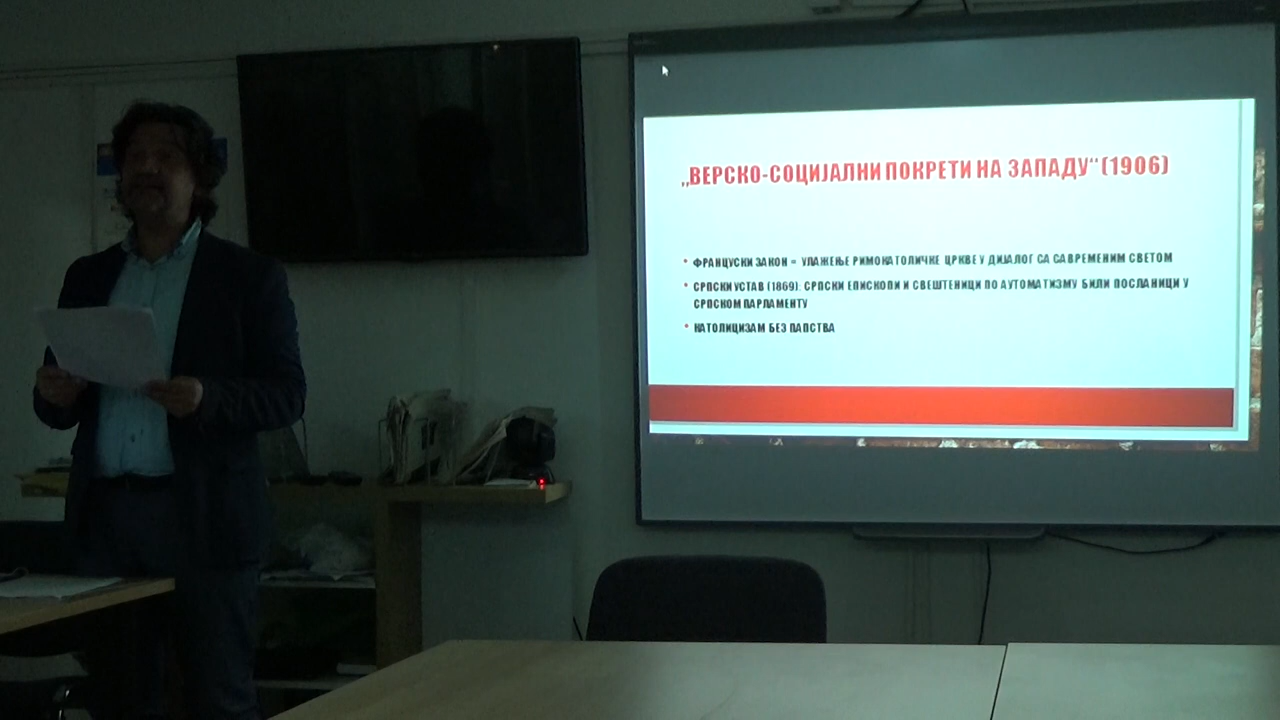 „ВЕРСКО-СОЦИЈАЛНИ ПОКРЕТИ НА ЗАПАДУ“ (1906)
• ФРАНЦУСКИ ЗАКОН = УЛАЖЕЊЕ РИМОКАТОЛИЧКЕ ЦРКВЕ У ДИЈАЛОГ СА САВРЕМЕНИМ СВЕТОМ
• СРПСКИ УСТАВ (1869): СРПСКИ ЕПИСКОПИ И СВЕШТЕНИЦИ ПО АУТОМАТИЗМУ БИЛИ ПОСЛАНИЦИ У
СРПСКОМ ПАРЛАМЕНТУ
• КАТОЛИЦИЗАМ БЕЗ ПАПСТВА